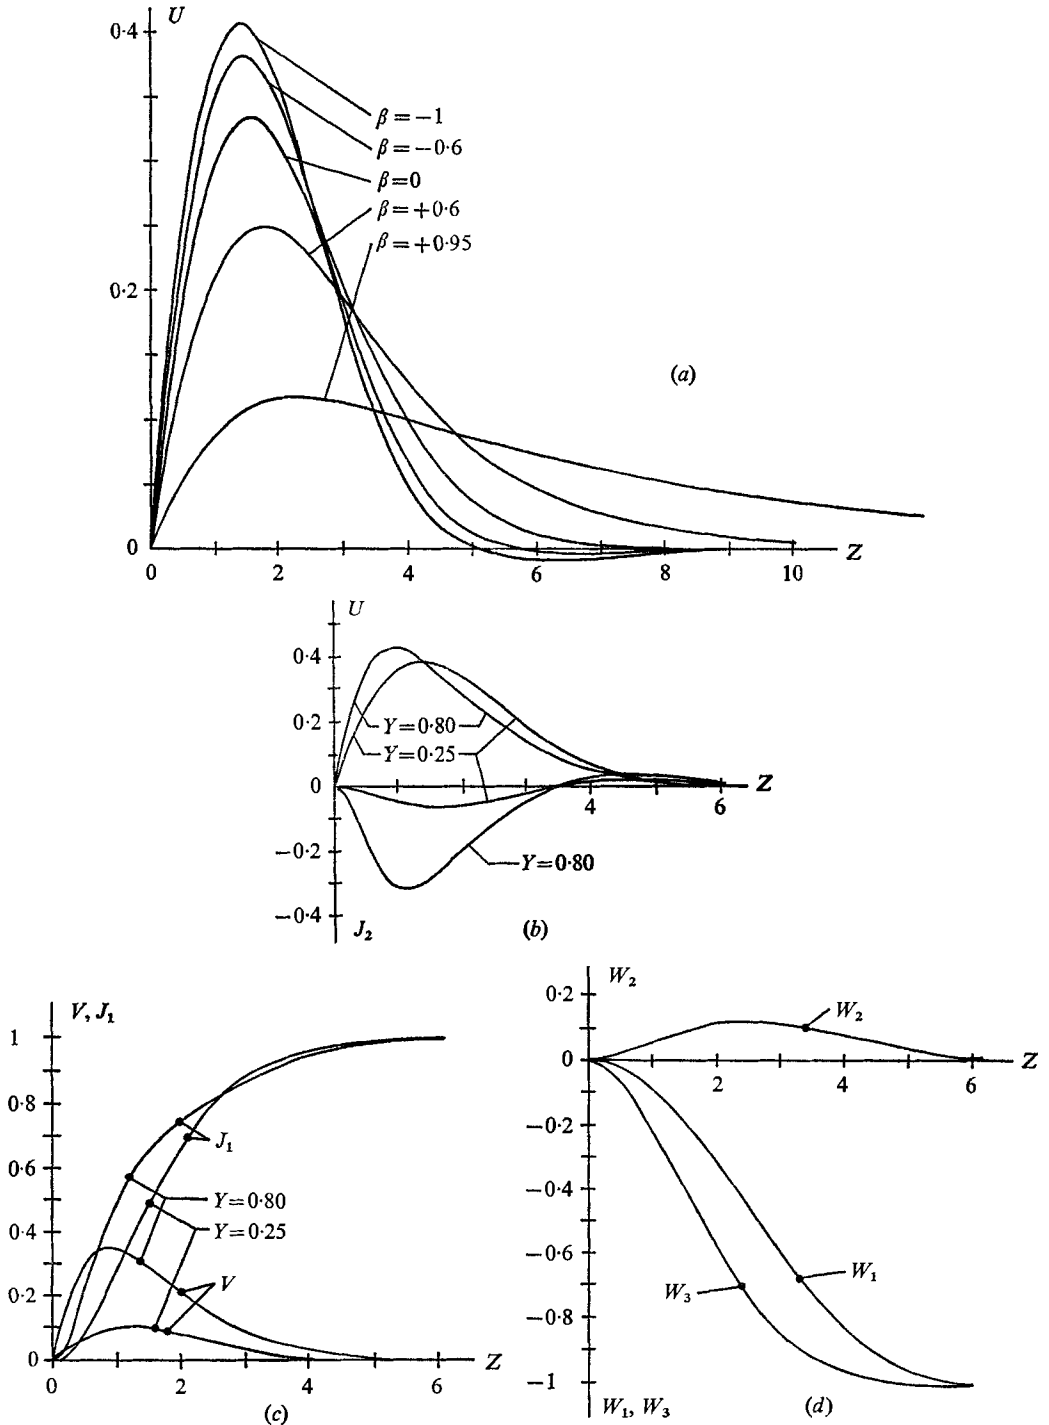 U
0·4
β=−1
β=−0·6
β=0
β=+0·6
β=+0·95
0·2
(a)
0
Z
0 2 4 6 8 10
U
0·4
0·2
Y=0·80
Y=0·25
0
Z
4 6
−0·2
Y=0·80
−0·4
J₂
(b)
V, J₁
1
0·8
J₁
0·6
Y=0·80
Y=0·25
0·4
V
0·2
0
Z
0 2 4 6
(c)
W₂
0·2
W₂
0
Z
2 4 6
−0·2
−0·4
−0·6
W₁
W₃
−0·8
−1
W₁, W₃
(d)